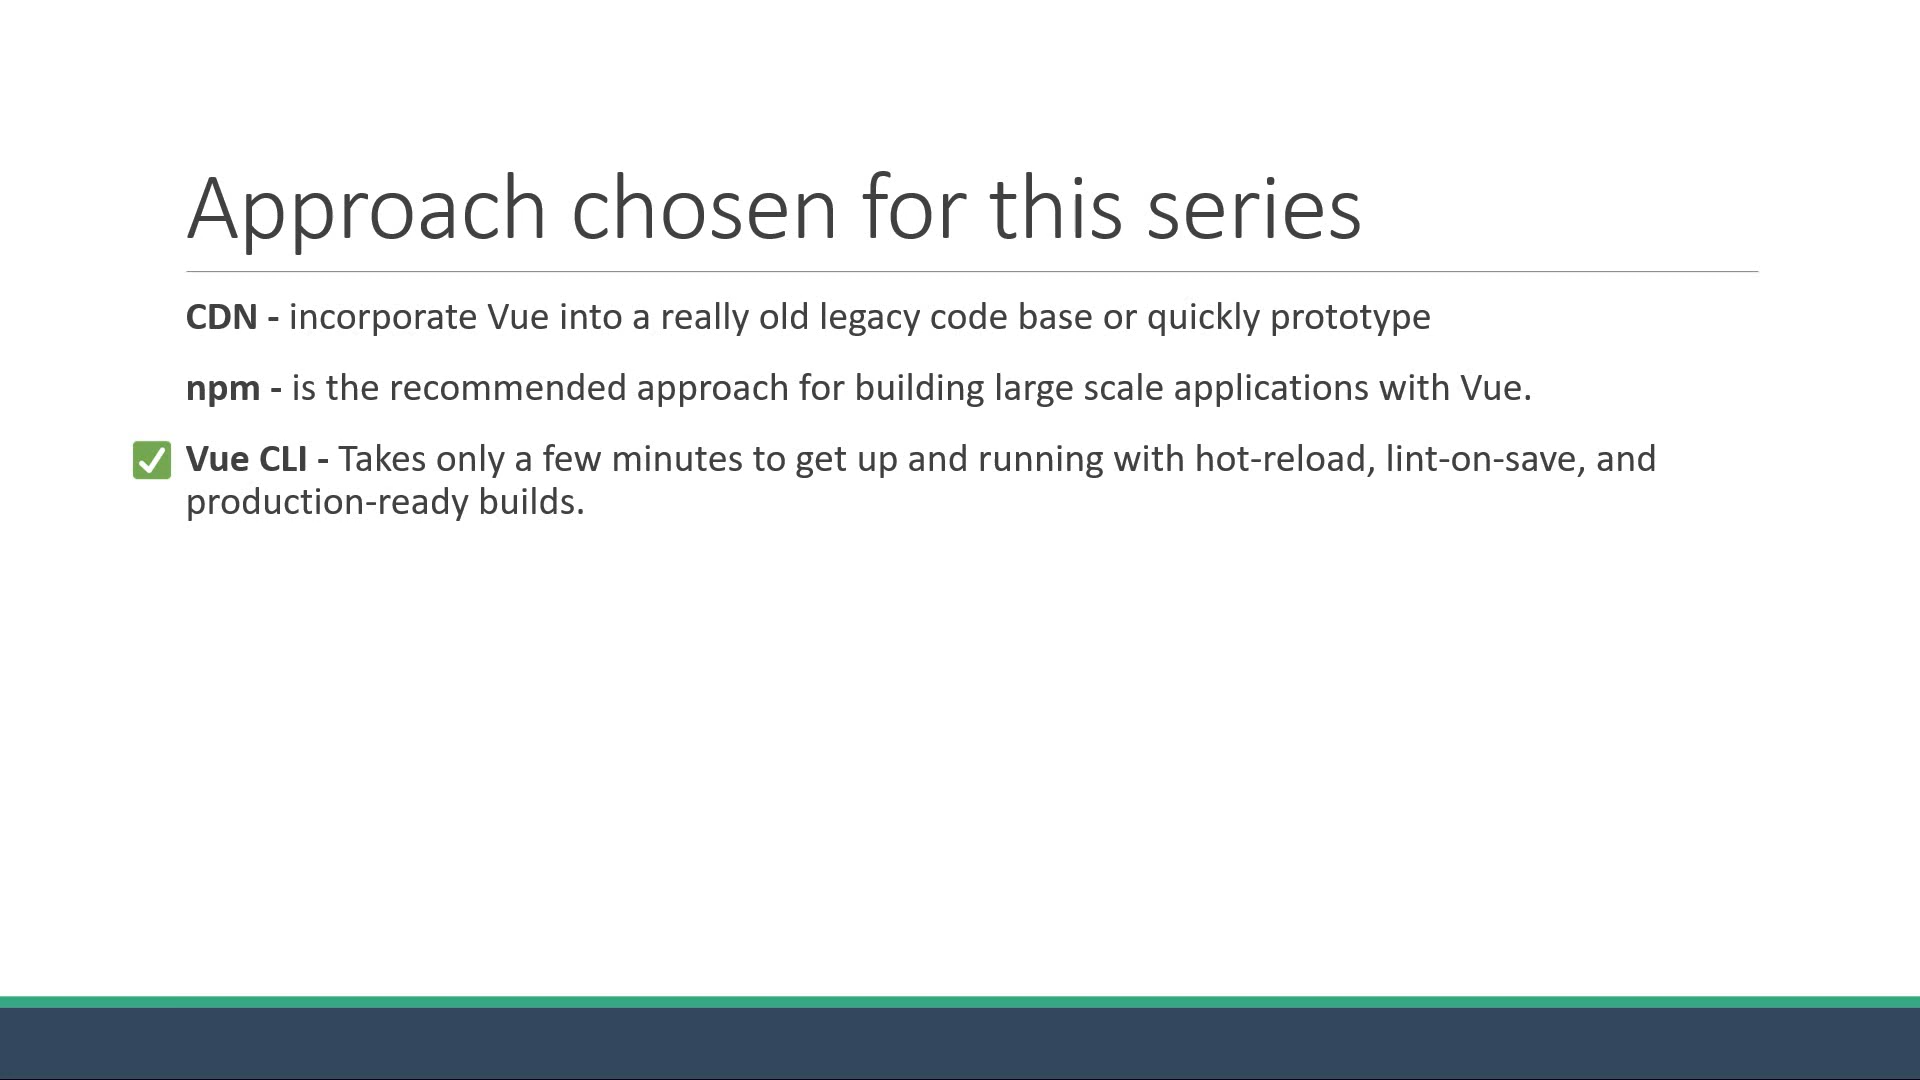 Approach chosen for this series
CDN - incorporate Vue into a really old legacy code base or quickly prototype
npm - is the recommended approach for building large scale applications with Vue.
✅ Vue CLI - Takes only a few minutes to get up and running with hot-reload, lint-on-save, and
production-ready builds.